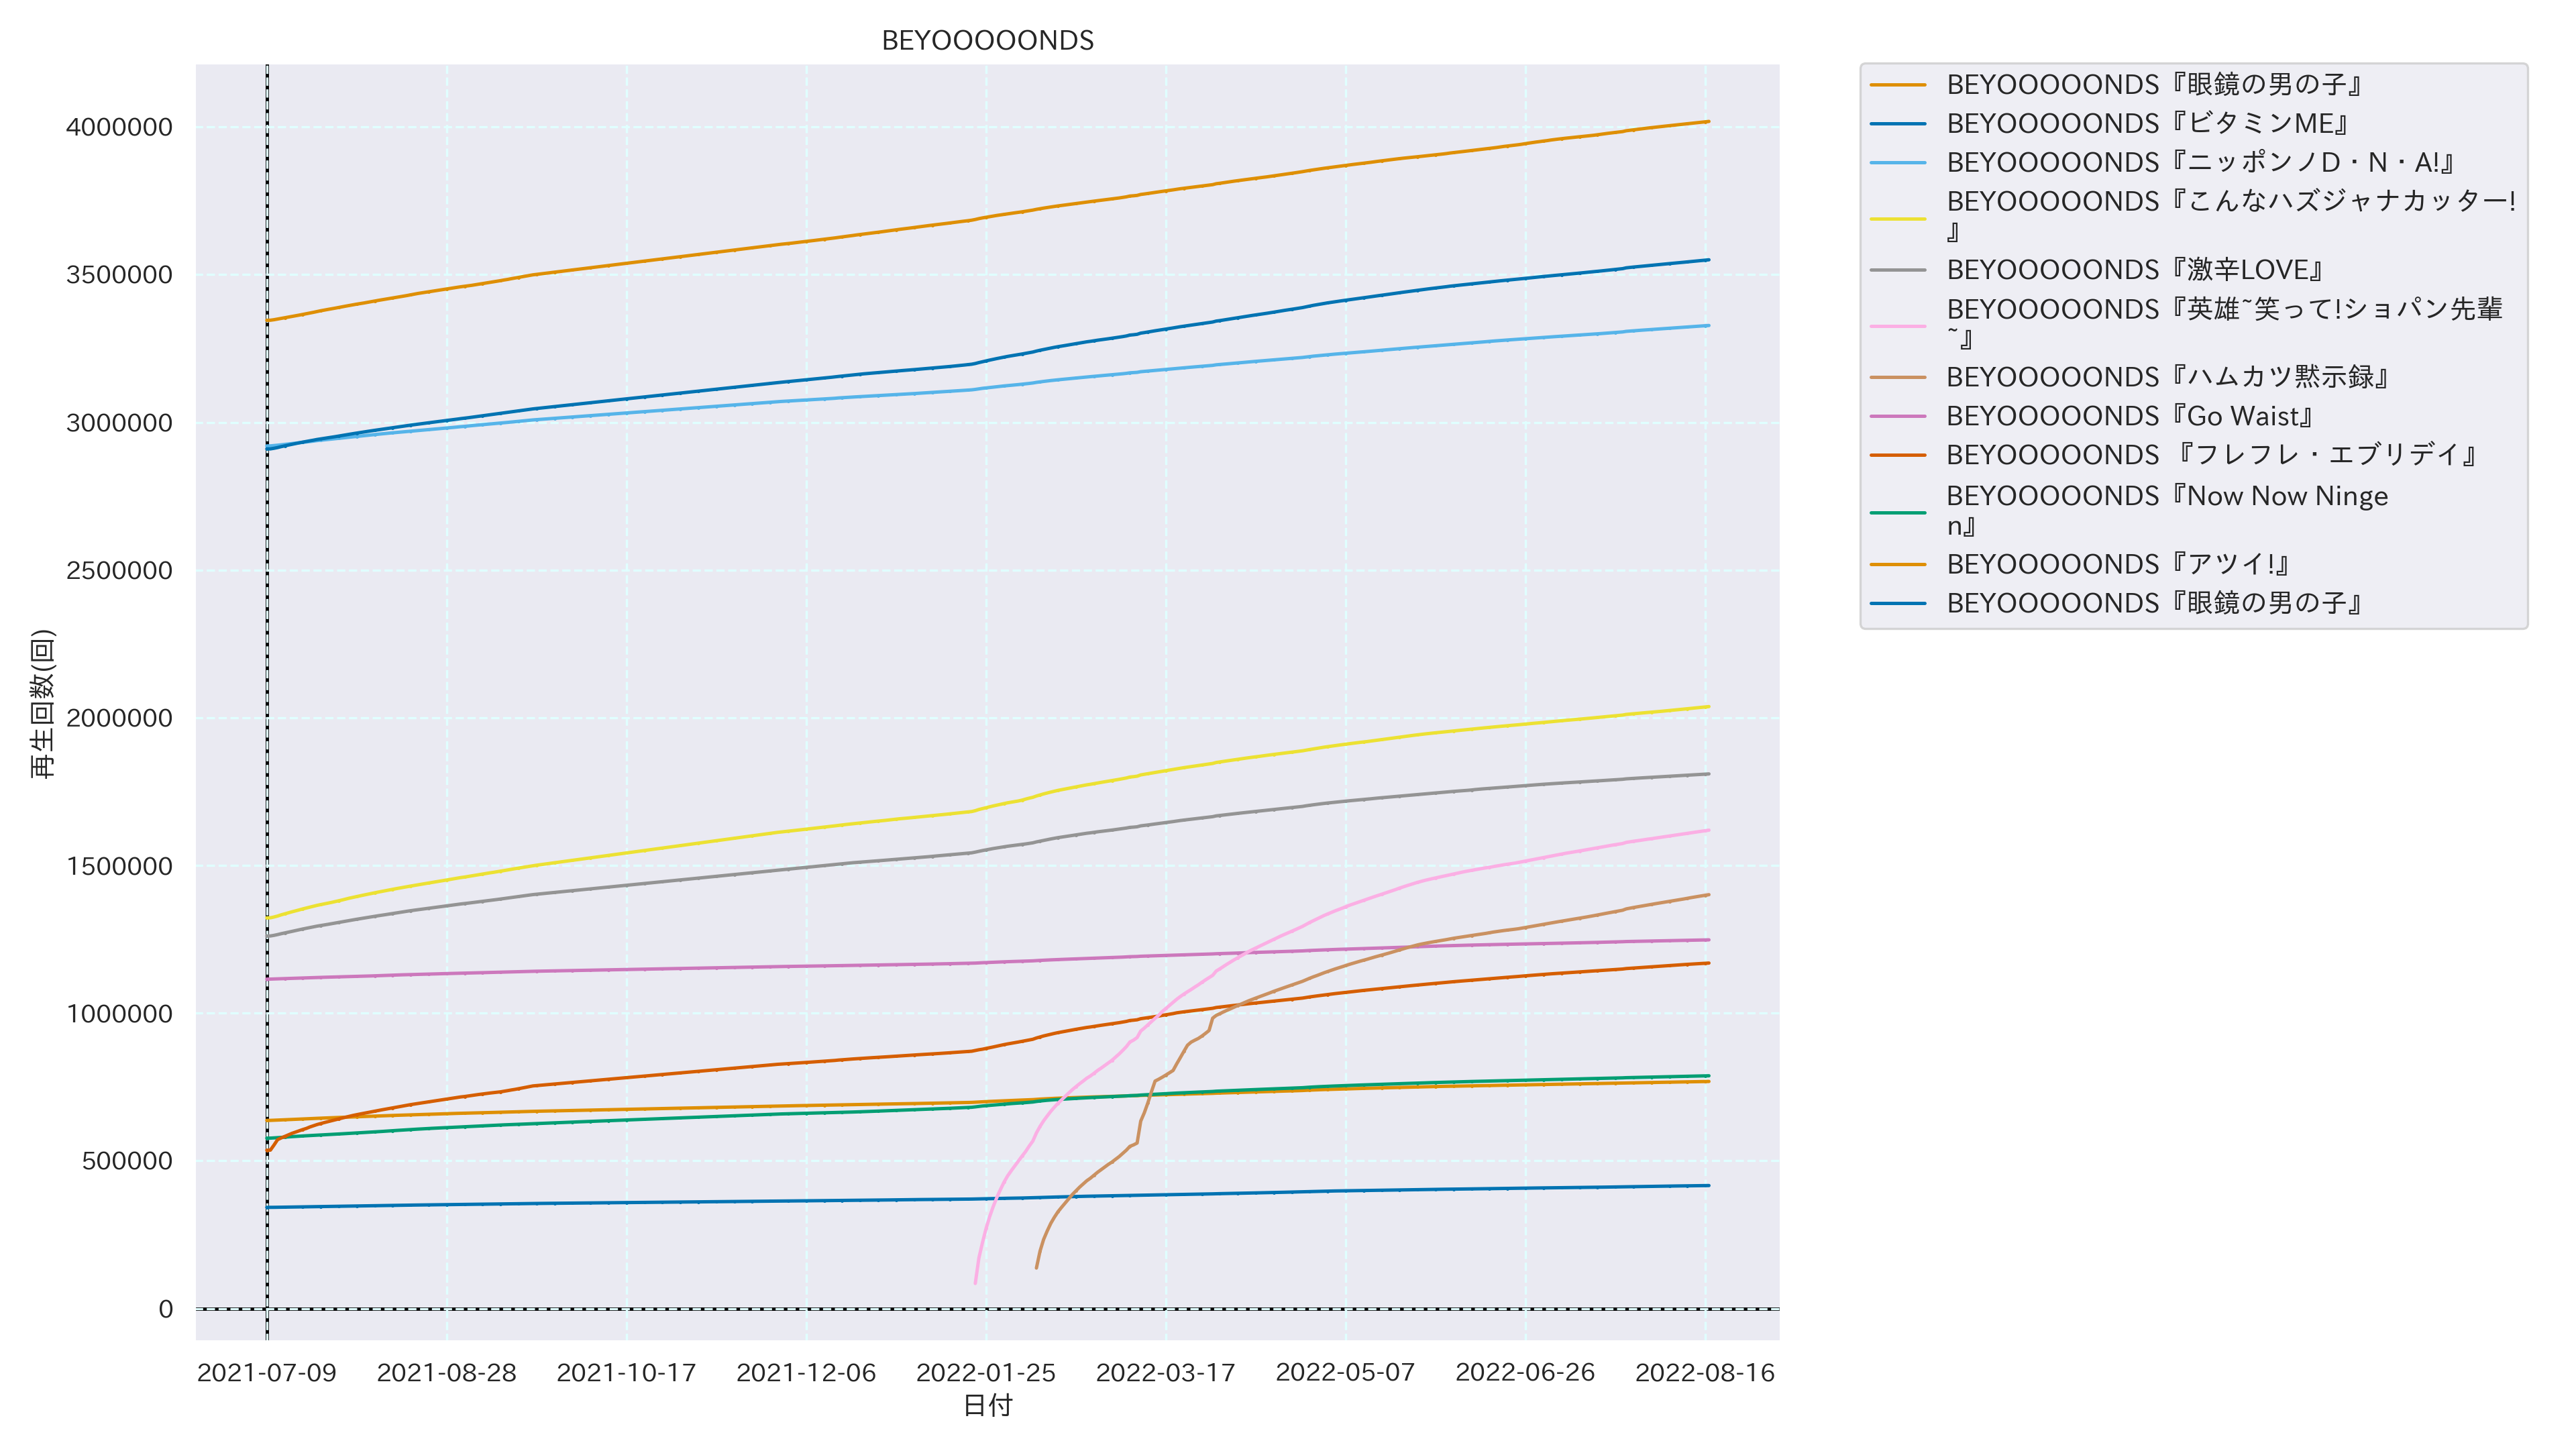 BEYOOOOONDS
4000000
3500000
3000000
2500000
2000000
1500000
1000000
500000
0
再生回数(回)
2021-07-09
2021-08-28
2021-10-17
2021-12-06
2022-01-25
2022-03-17
2022-05-07
2022-06-26
2022-08-16
日付
BEYOOOOONDS『眼鏡の男の子』
BEYOOOOONDS『ビタミンME』
BEYOOOOONDS『ニッポンノD・N・A!』
BEYOOOOONDS『こんなハズジャナカッター!
』
BEYOOOOONDS『激辛LOVE』
BEYOOOOONDS『英雄~笑って!ショパン先輩
~』
BEYOOOOONDS『ハムカツ黙示録』
BEYOOOOONDS『Go Waist』
BEYOOOOONDS 『フレフレ・エブリデイ』
BEYOOOOONDS『Now Now Ninge
n』
BEYOOOOONDS『アツイ!』
BEYOOOOONDS『眼鏡の男の子』